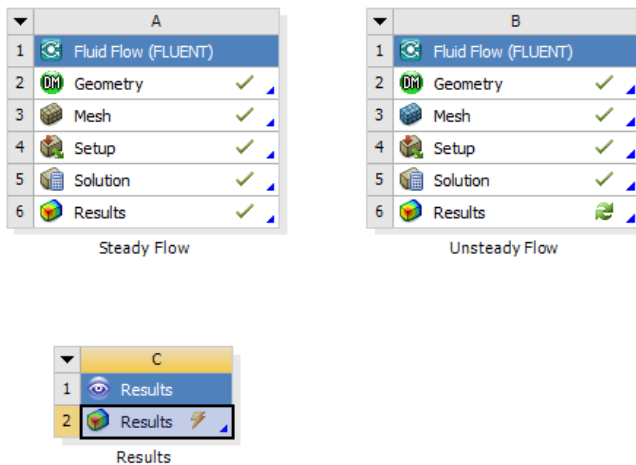 A
1 Fluid Flow (FLUENT)
2 DM Geometry
3 Mesh
4 Setup
5 Solution
6 Results
Steady Flow
B
1 Fluid Flow (FLUENT)
2 DM Geometry
3 Mesh
4 Setup
5 Solution
6 Results
Unsteady Flow
C
1 Results
2 Results
Results